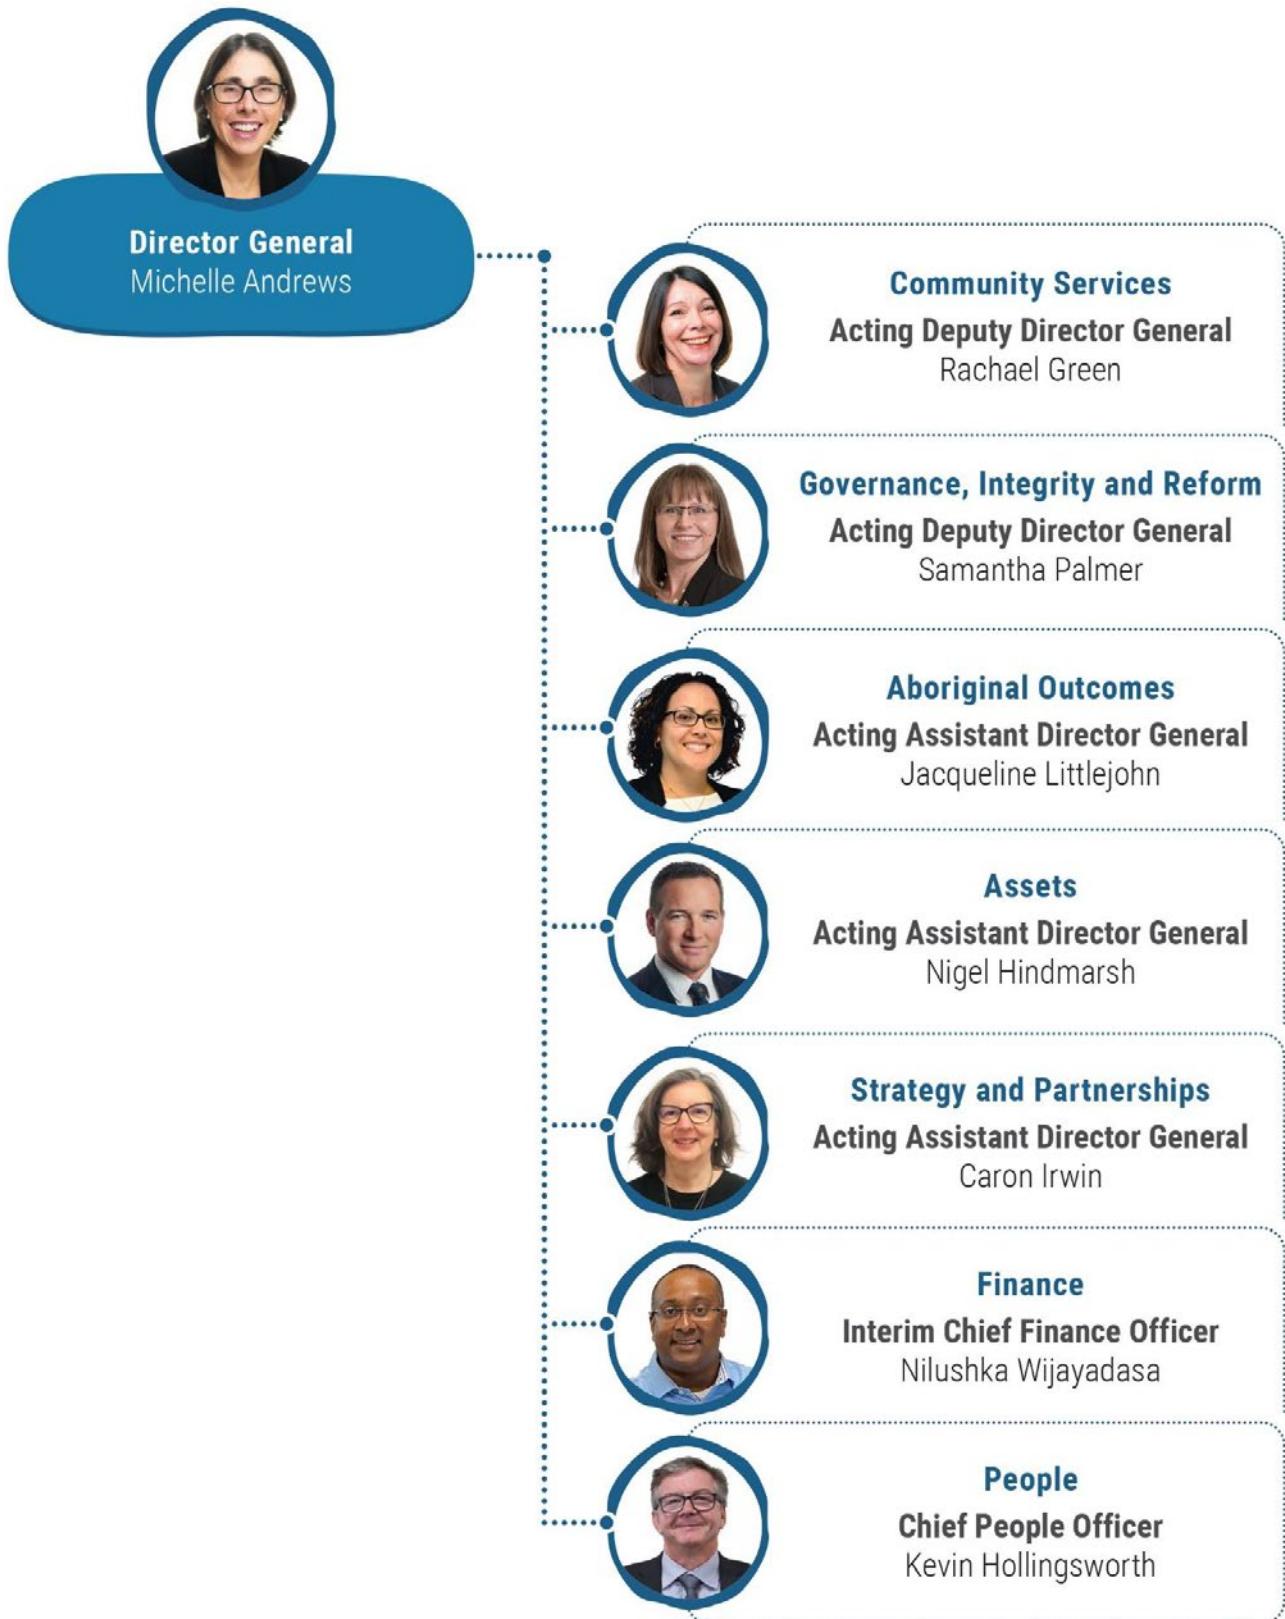 Director General
Michelle Andrews
Community Services
Acting Deputy Director General
Rachael Green
Governance, Integrity and Reform
Acting Deputy Director General
Samantha Palmer
Aboriginal Outcomes
Acting Assistant Director General
Jacqueline Littlejohn
Assets
Acting Assistant Director General
Nigel Hindmarsh
Strategy and Partnerships
Acting Assistant Director General
Caron Irwin
Finance
Interim Chief Finance Officer
Nilushka Wijayadasa
People
Chief People Officer
Kevin Hollingsworth